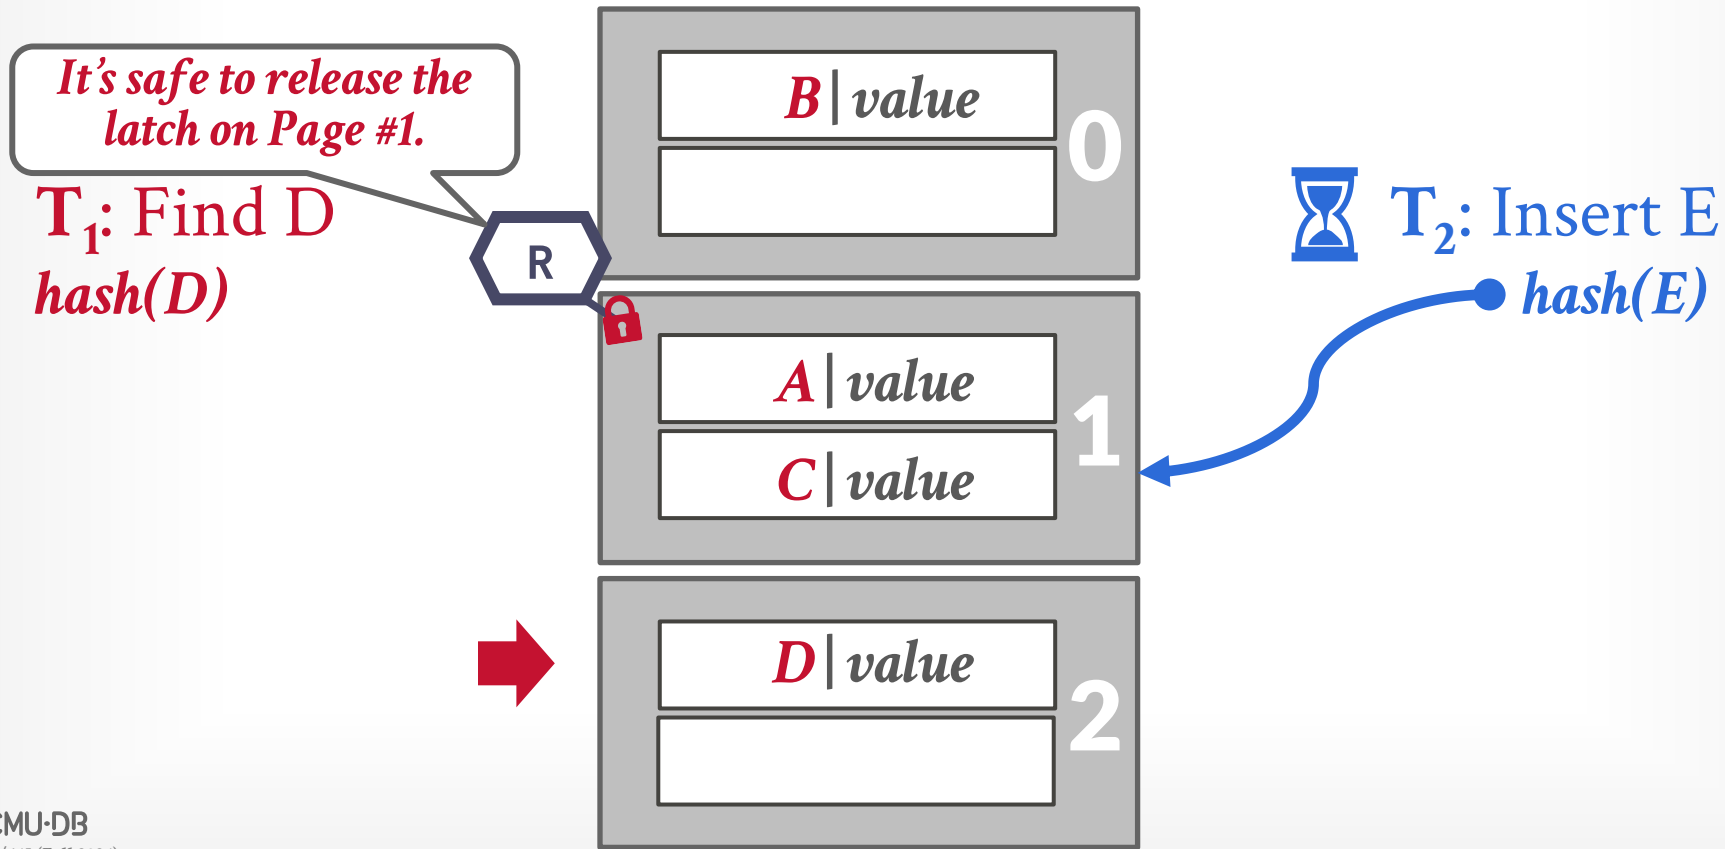 It's safe to release the
latch on Page #1.
T1: Find D
hash(D)
R
B|value
0
A|value
C|value
1
D|value
2
T2: Insert E
hash(E)
CMU·DB